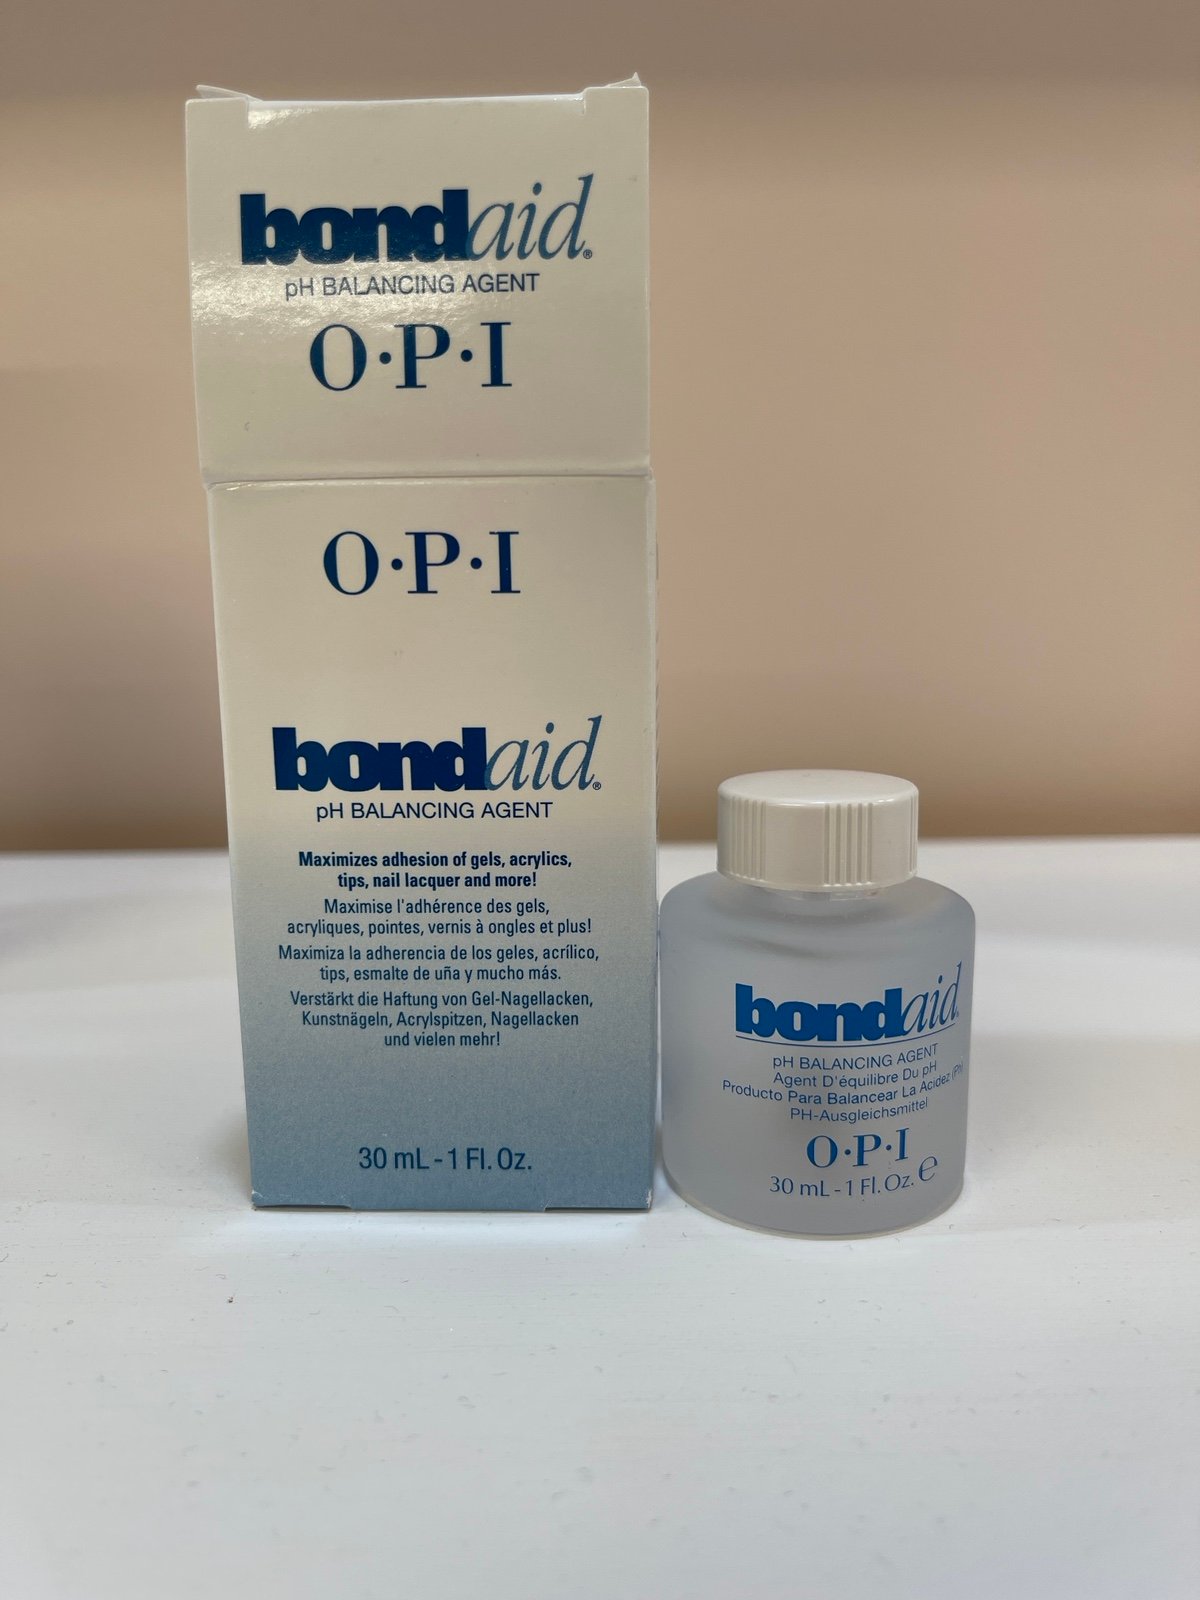 bondaid®
pH BALANCING AGENT
O·P·I
O·P·I
bondaid®
pH BALANCING AGENT
Maximizes adhesion of gels, acrylics,
tips, nail lacquer and more!
Maximise l'adhérence des gels,
acryliques, pointes, vernis à ongles et plus!
Maximiza la adherencia de los geles, acrílico,
tips, esmalte de uña y mucho más.
Verstärkt die Haftung von Gel-Nagellacken,
Kunstnägeln, Acrylspitzen, Nagellacken
und vielen mehr!
30 mL - 1 Fl. Oz.
bondaid®
pH BALANCING AGENT
Agent D'équilibre Du pH
Producto Para Balancear La Acidez (Ph)
PH-Ausgleichsmittel
O·P·I
30 mL - 1 Fl. Oz. ℮